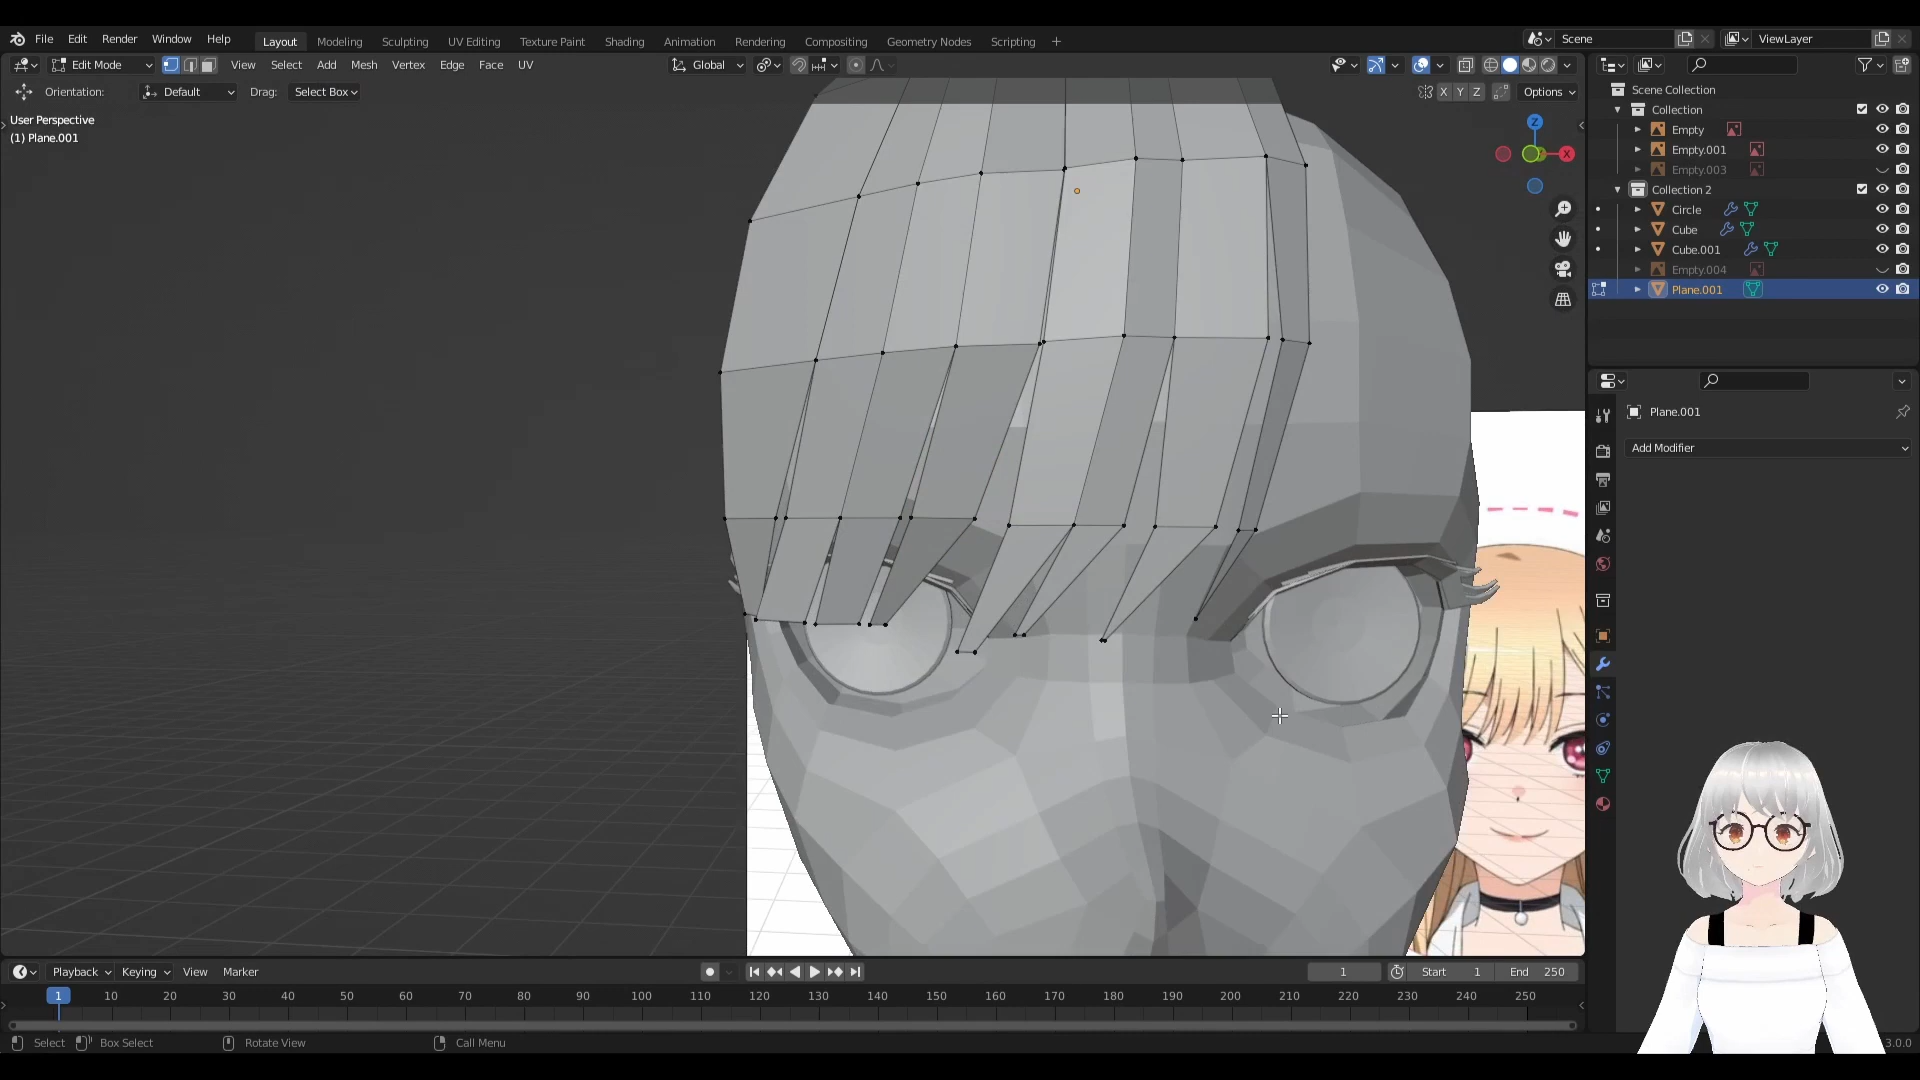 File Edit Render Window Help Layout Modeling Sculpting UV Editing Texture Paint Shading Animation Rendering Compositing Geometry Nodes Scripting + Scene ViewLayer
Edit Mode View Select Add Mesh Vertex Edge Face UV Global
Orientation: Default Drag: Select Box X Y Z Options
User Perspective
(1) Plane.001
Z
X
Scene Collection
Collection
Empty
Empty.001
Empty.003
Collection 2
Circle
Cube
Cube.001
Empty.004
Plane.001
Plane.001
Add Modifier
Playback Keying View Marker 1 Start 1 End 250
1 10 20 30 40 50 60 70 80 90 100 110 120 130 140 150 160 170 180 190 200 210 220 230 240 250
Select Box Select Rotate View Call Menu 3.0.0